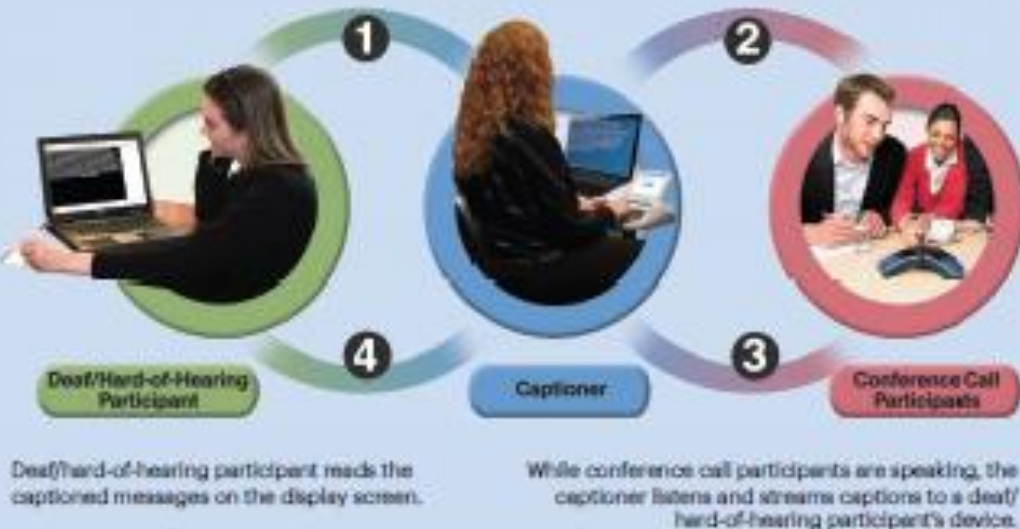 1
2
4
3
Deaf/Hard-of-Hearing
Participant
Captioner
Conference Call
Participants
Deaf/hard-of-hearing participant reads the
captioned messages on the display screen.
While conference call participants are speaking, the
captioner listens and streams captions to a deaf/
hard-of-hearing participant's device.